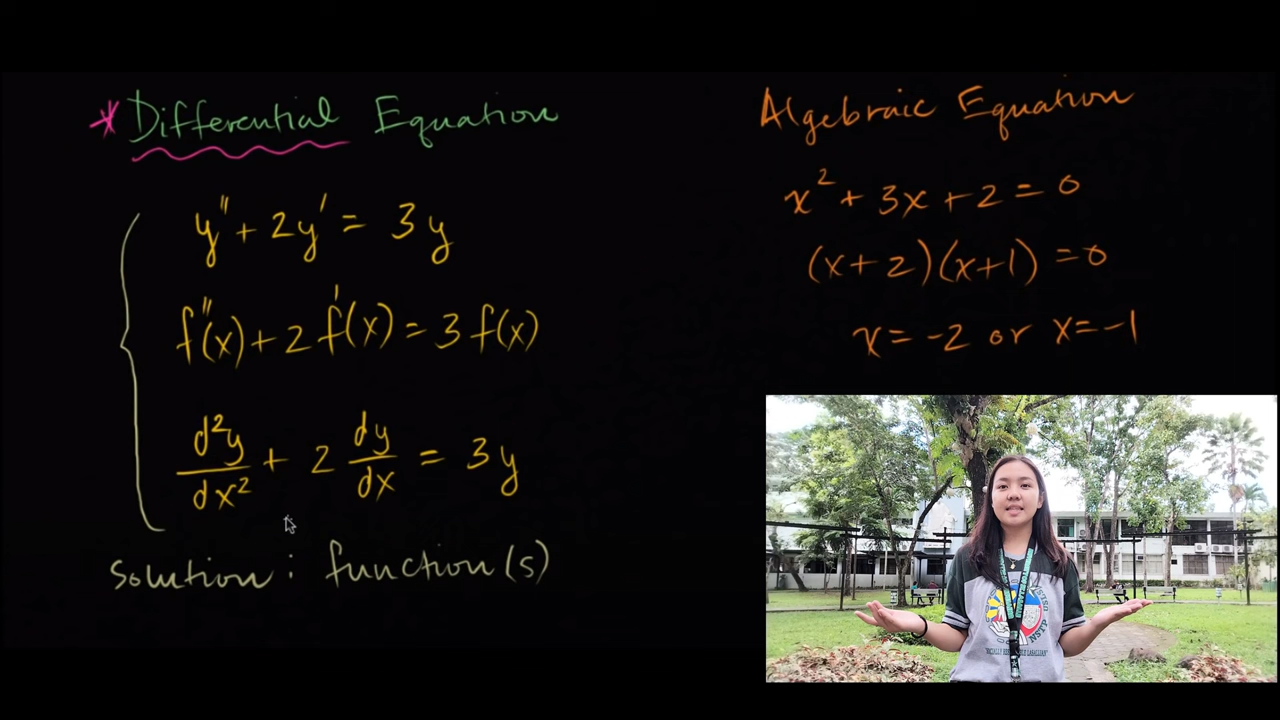 * Differential Equation
y'' + 2y' = 3y
f''(x) + 2f'(x) = 3f(x)
d²y/dx² + 2 dy/dx = 3y
solution : function(s)
Algebraic Equation
x² + 3x + 2 = 0
(x+2)(x+1) = 0
x = -2 or x = -1
NSTP